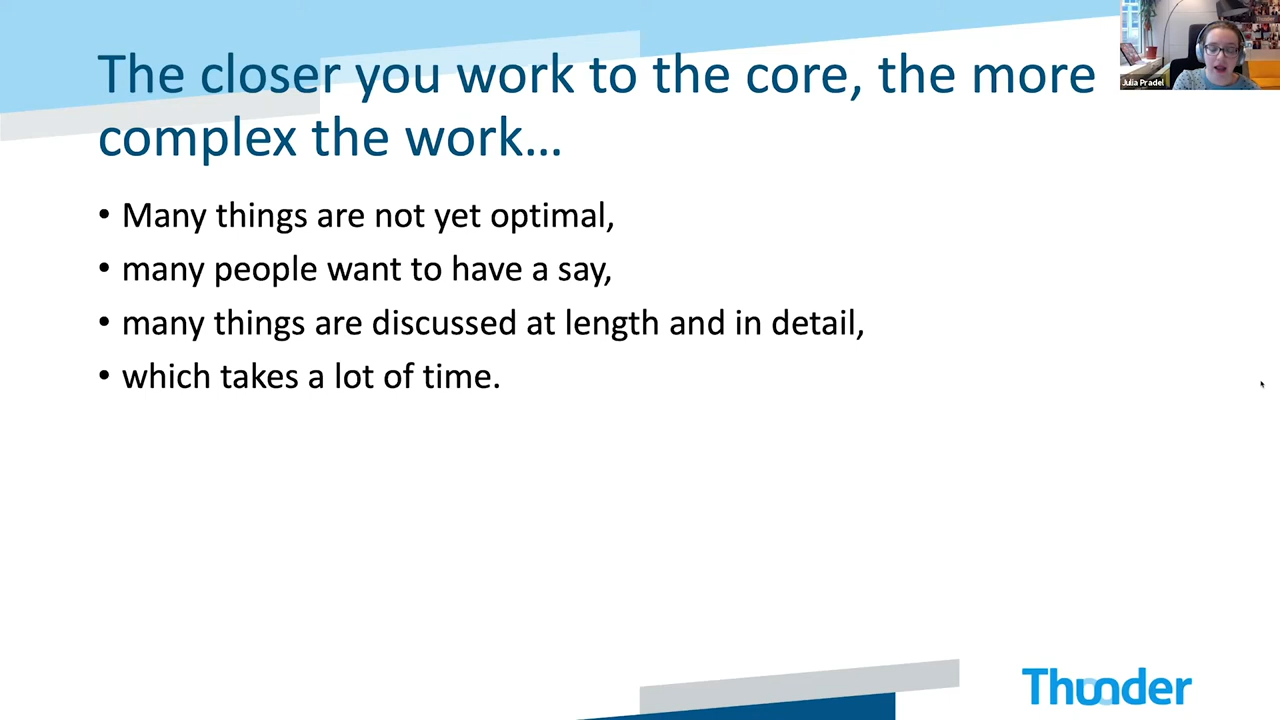 The closer you work to the core, the more
complex the work...
• Many things are not yet optimal,
• many people want to have a say,
• many things are discussed at length and in detail,
• which takes a lot of time.
Julia Pradel
Thunder